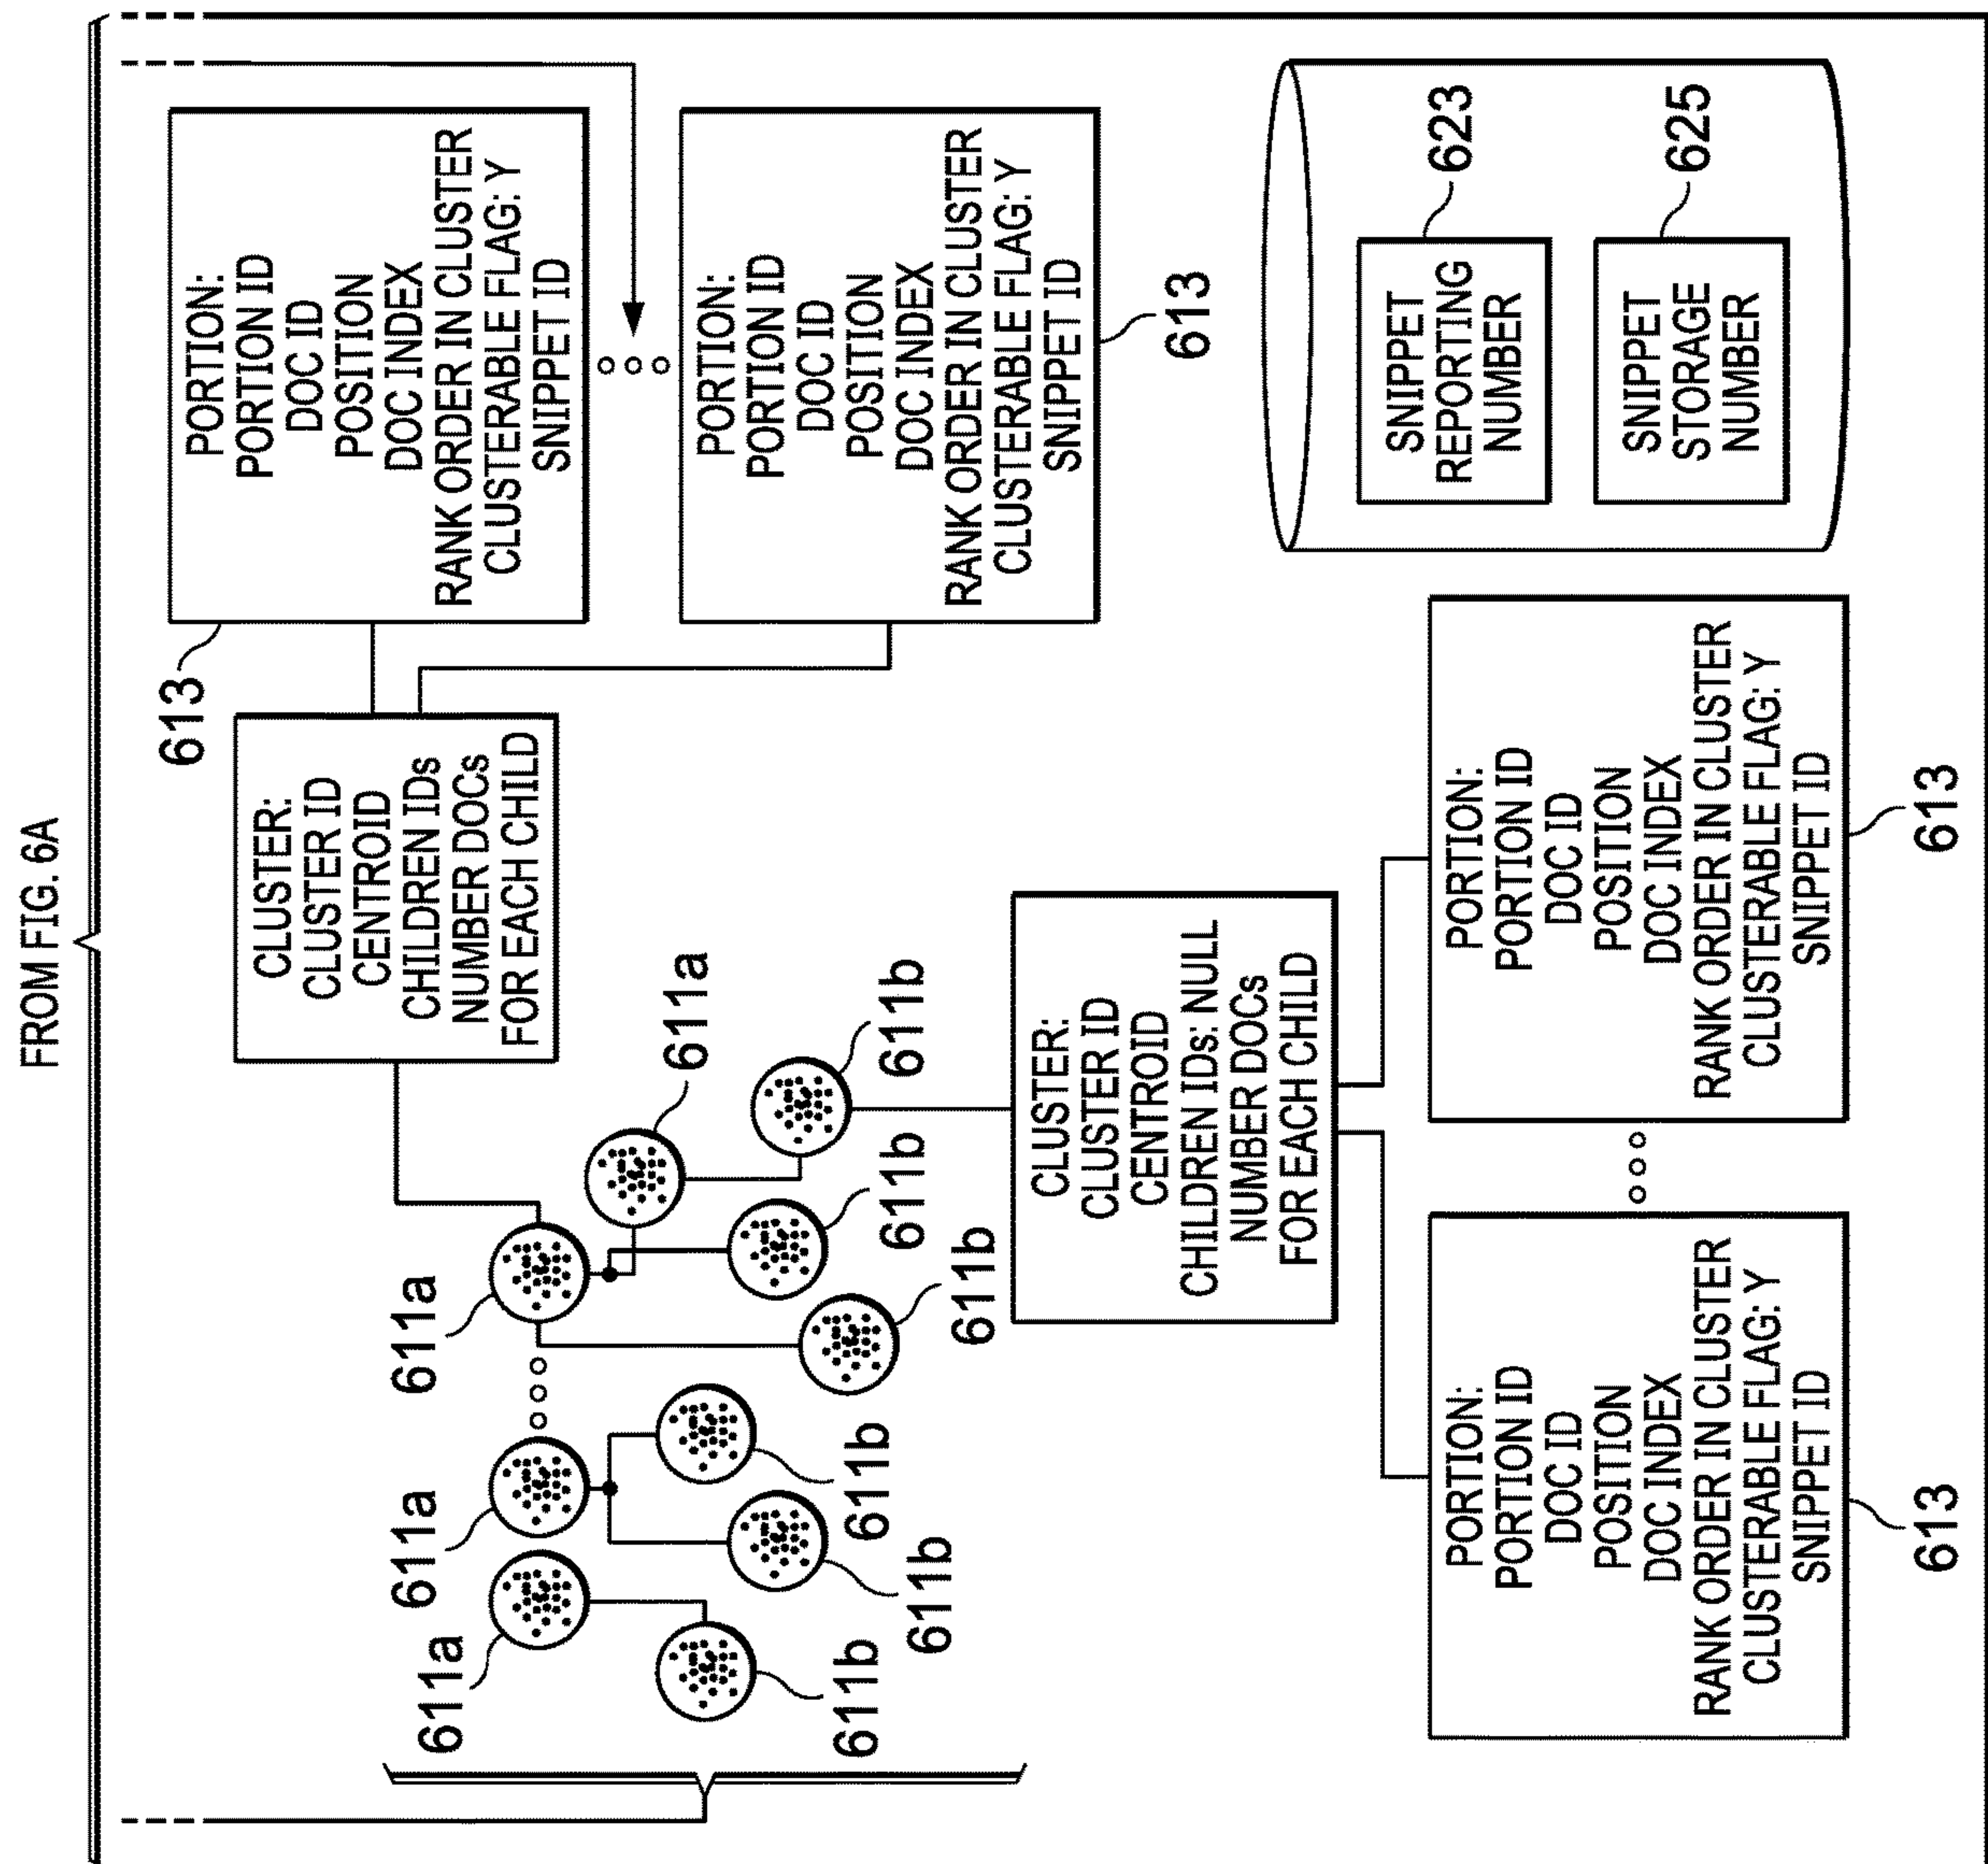 FROM FIG. 6A
613
PORTION:
PORTION ID
DOC ID
POSITION
DOC INDEX
RANK ORDER IN CLUSTER
CLUSTERABLE FLAG: Y
SNIPPET ID
PORTION:
PORTION ID
DOC ID
POSITION
DOC INDEX
RANK ORDER IN CLUSTER
CLUSTERABLE FLAG: Y
SNIPPET ID
613
CLUSTER:
CLUSTER ID
CENTROID
CHILDREN IDs
NUMBER DOCs
FOR EACH CHILD
611a
611a
611a
611a
611b
611b
611b
611b
611b
611b
CLUSTER:
CLUSTER ID
CENTROID
CHILDREN IDs: NULL
NUMBER DOCs
FOR EACH CHILD
PORTION:
PORTION ID
DOC ID
POSITION
DOC INDEX
RANK ORDER IN CLUSTER
CLUSTERABLE FLAG: Y
SNIPPET ID
613
PORTION:
PORTION ID
DOC ID
POSITION
DOC INDEX
RANK ORDER IN CLUSTER
CLUSTERABLE FLAG: Y
SNIPPET ID
613
SNIPPET
REPORTING
NUMBER
623
SNIPPET
STORAGE
NUMBER
625